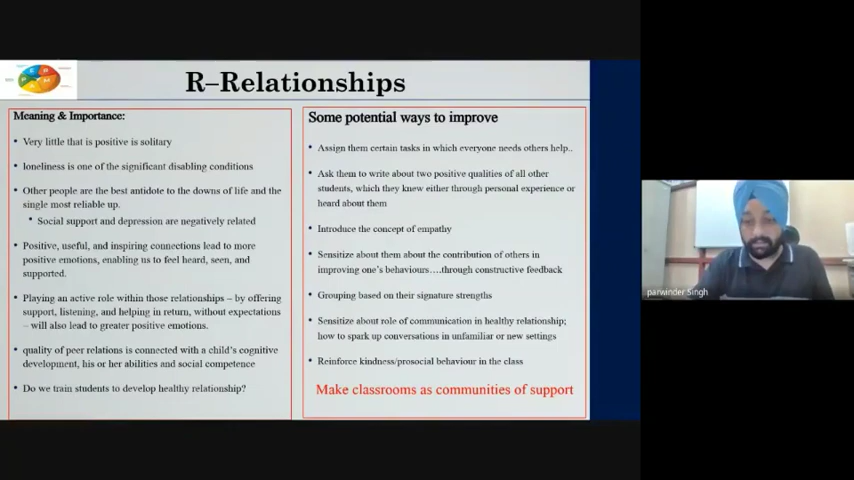 R–Relationships
Meaning & Importance:
• Very little that is positive is solitary
• loneliness is one of the significant disabling conditions
• Other people are the best antidote to the downs of life and the
single most reliable up.
• Social support and depression are negatively related
• Positive, useful, and inspiring connections lead to more
positive emotions, enabling us to feel heard, seen, and
supported.
• Playing an active role within those relationships – by offering
support, listening, and helping in return, without expectations
– will also lead to greater positive emotions.
• quality of peer relations is connected with a child's cognitive
development, his or her abilities and social competence
• Do we train students to develop healthy relationship?
Some potential ways to improve
• Assign them certain tasks in which everyone needs others help..
• Ask them to write about two positive qualities of all other
students, which they knew either through personal experience or
heard about them
• Introduce the concept of empathy
• Sensitize about them about the contribution of others in
improving one's behaviours….through constructive feedback
• Grouping based on their signature strengths
• Sensitize about role of communication in healthy relationship;
how to spark up conversations in unfamiliar or new settings
• Reinforce kindness/prosocial behaviour in the class
Make classrooms as communities of support
parwinder Singh